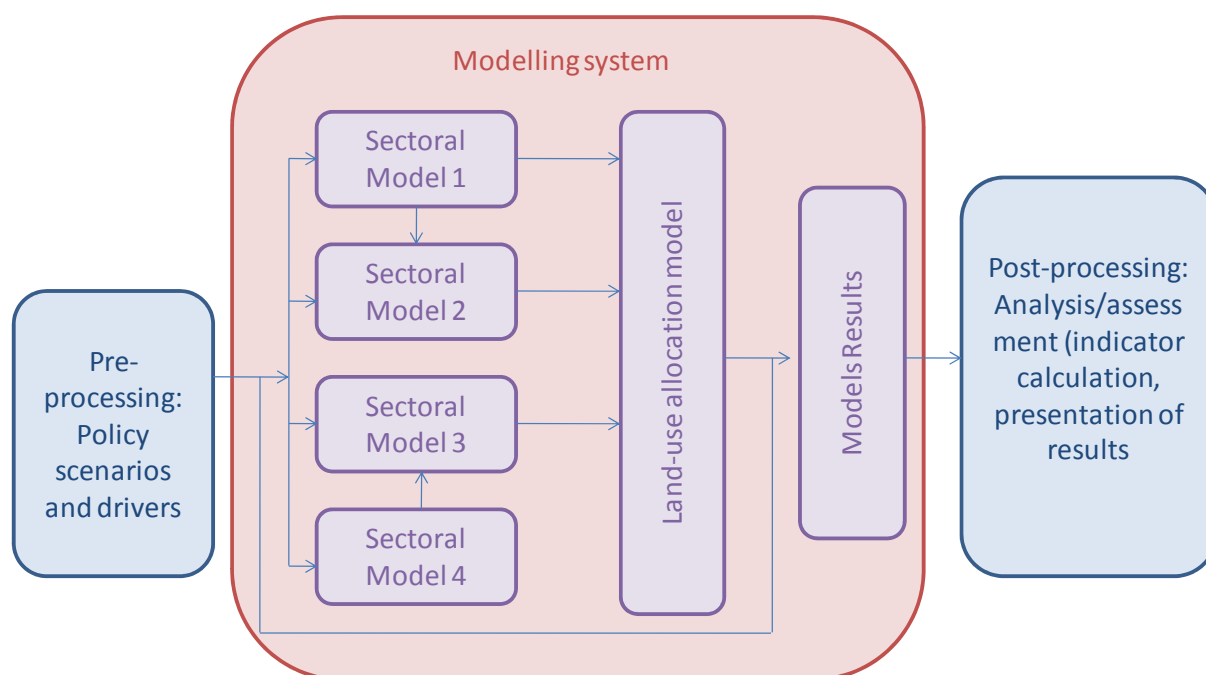 Modelling system
Sectoral
Model 1
Sectoral
Model 2
Sectoral
Model 3
Sectoral
Model 4
Pre-
processing:
Policy
scenarios
and drivers
Land-use allocation model
Models Results
Post-processing:
Analysis/assess
ment (indicator
calculation,
presentation of
results